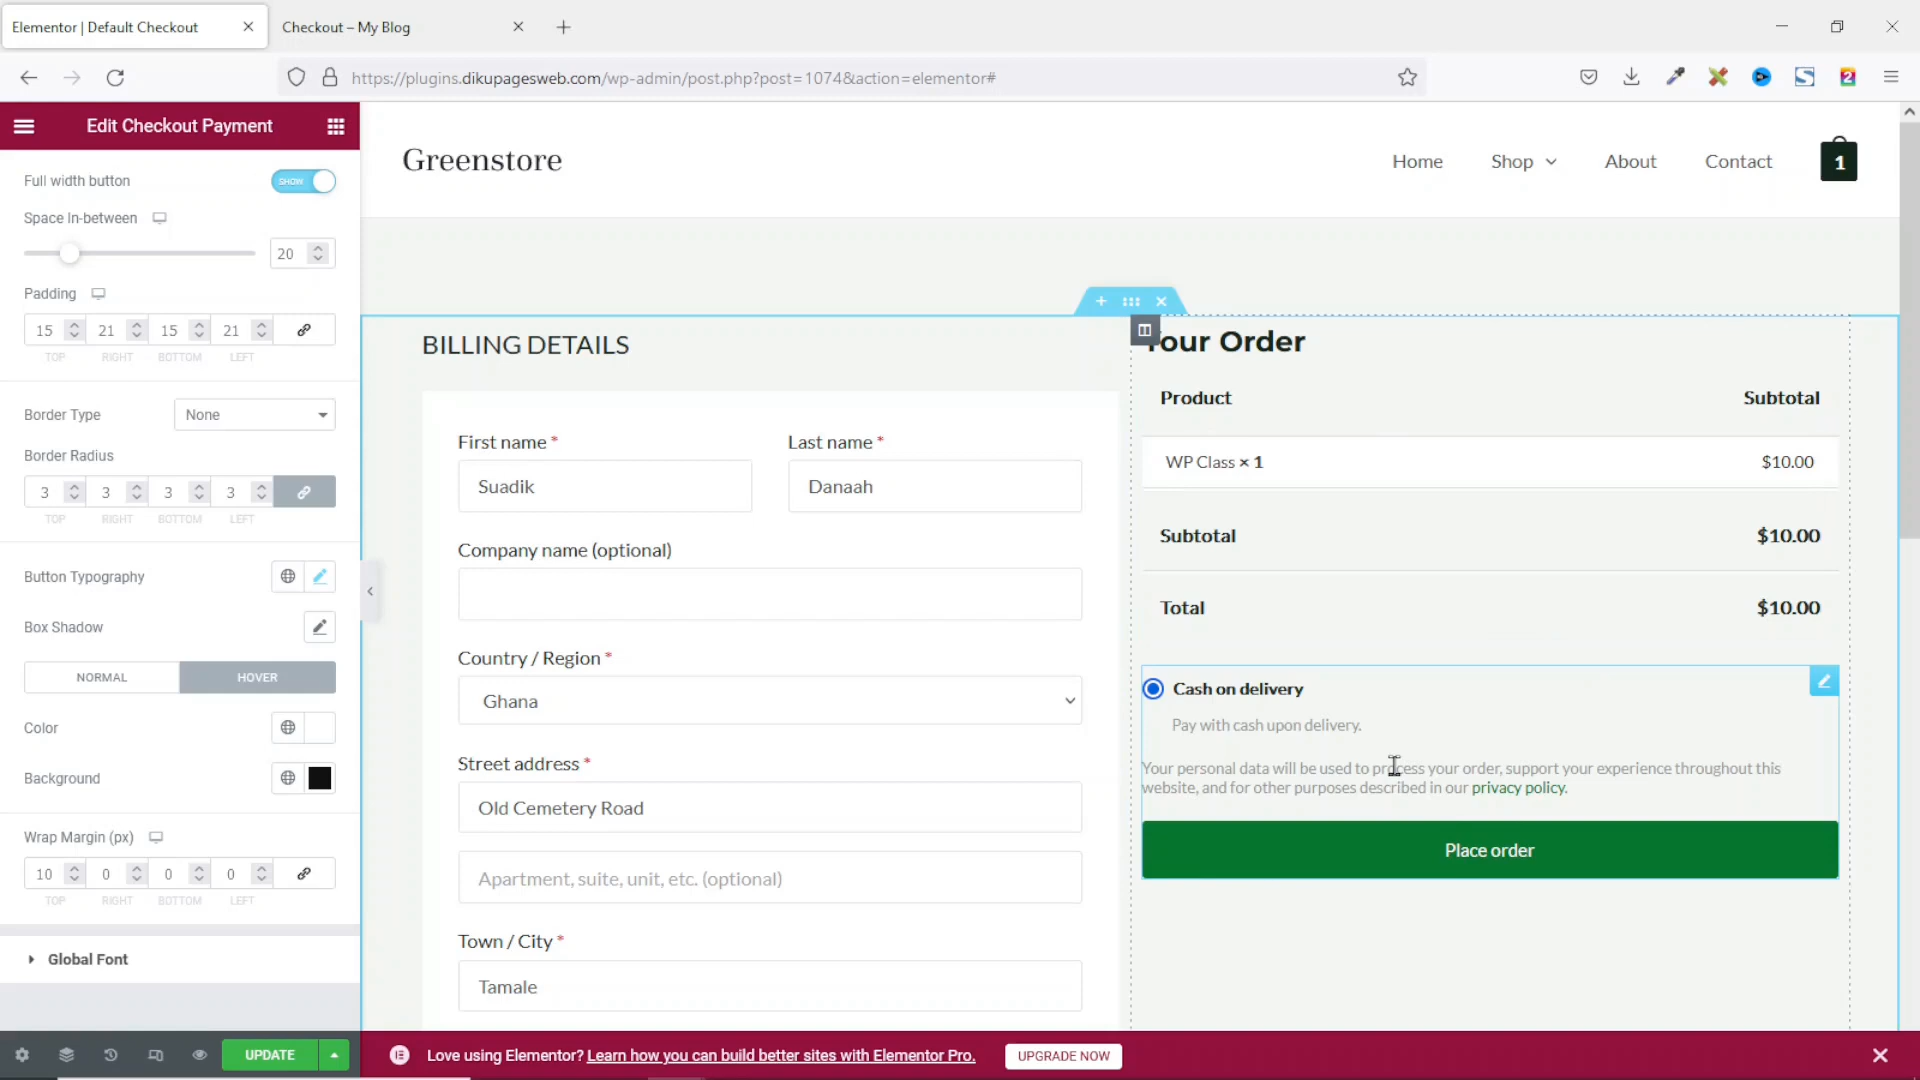 Elementor | Default Checkout
Checkout – My Blog
https://plugins.dikupagesweb.com/wp-admin/post.php?post=1074&action=elementor#
2
Edit Checkout Payment
Full width button
SHOW
Space In-between
20
Padding
15 21 15 21
TOP RIGHT BOTTOM LEFT
Border Type
None
Border Radius
3 3 3 3
TOP RIGHT BOTTOM LEFT
Button Typography
Box Shadow
NORMAL HOVER
Color
Background
Wrap Margin (px)
10 0 0 0
TOP RIGHT BOTTOM LEFT
Global Font
UPDATE
Greenstore
Home Shop About Contact 1
BILLING DETAILS
First name *
Last name *
Suadik
Danaah
Company name (optional)
Country / Region *
Ghana
Street address *
Old Cemetery Road
Apartment, suite, unit, etc. (optional)
Town / City *
Tamale
Your Order
Product Subtotal
WP Class × 1 $10.00
Subtotal $10.00
Total $10.00
Cash on delivery
Pay with cash upon delivery.
Your personal data will be used to process your order, support your experience throughout this
website, and for other purposes described in our privacy policy.
Place order
Love using Elementor? Learn how you can build better sites with Elementor Pro.
UPGRADE NOW